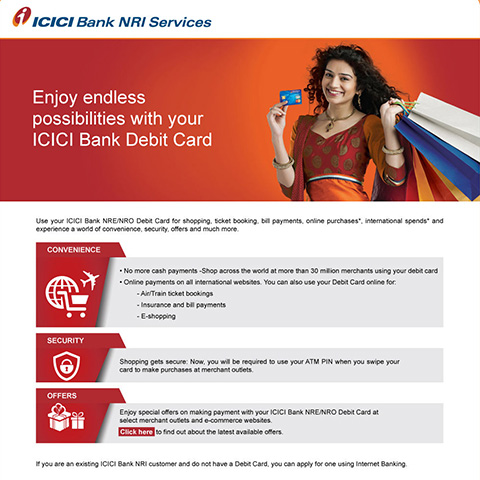 ICICI Bank NRI Services
Enjoy endless
possibilities with your
ICICI Bank Debit Card
Use your ICICI Bank NRE/NRO Debit Card for shopping, ticket booking, bill payments, online purchases*, international spends* and
experience a world of convenience, security, offers and much more.
CONVENIENCE
• No more cash payments -Shop across the world at more than 30 million merchants using your debit card
• Online payments on all international websites. You can also use your Debit Card online for:
- Air/Train ticket bookings
- Insurance and bill payments
- E-shopping
SECURITY
Shopping gets secure: Now, you will be required to use your ATM PIN when you swipe your
card to make purchases at merchant outlets.
OFFERS
Enjoy special offers on making payment with your ICICI Bank NRE/NRO Debit Card at
select merchant outlets and e-commerce websites.
Click here to find out about the latest available offers.
If you are an existing ICICI Bank NRI customer and do not have a Debit Card, you can apply for one using Internet Banking.